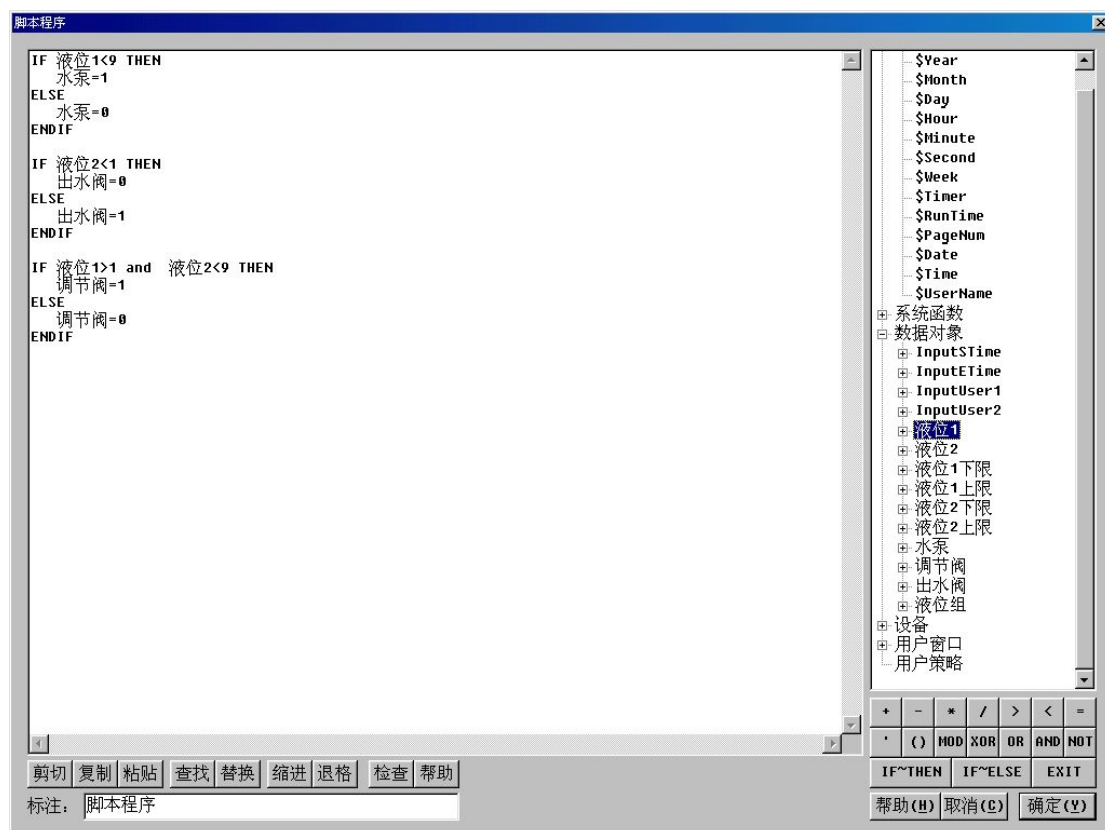 脚本程序
IF 液位1<9 THEN
水泵=1
ELSE
水泵=0
ENDIF
IF 液位2<1 THEN
出水阀=0
ELSE
出水阀=1
ENDIF
IF 液位1>1 and 液位2<9 THEN
调节阀=1
ELSE
调节阀=0
ENDIF
$Year
$Month
$Day
$Hour
$Minute
$Second
$Week
$Timer
$RunTime
$PageNum
$Date
$Time
$UserName
系统函数
数据对象
InputSTime
InputETime
InputUser1
InputUser2
液位1
液位2
液位1下限
液位1上限
液位2下限
液位2上限
水泵
调节阀
出水阀
液位组
设备
用户窗口
用户策略
+ - * / > < =
' () MOD XOR OR AND NOT
IF~THEN IF~ELSE EXIT
剪切 复制 粘贴 查找 替换 缩进 退格 检查 帮助
标注： 脚本程序
帮助(H) 取消(C) 确定(Y)